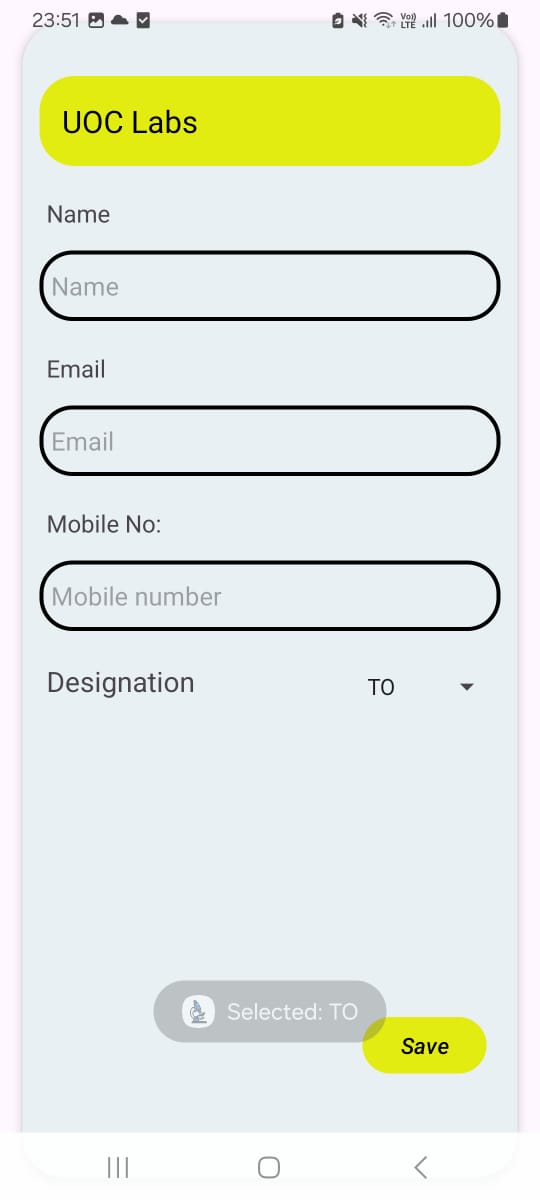 23:51 Vo) LTE 100%
UOC Labs
Name
Name
Email
Email
Mobile No:
Mobile number
Designation TO
Selected: TO
Save